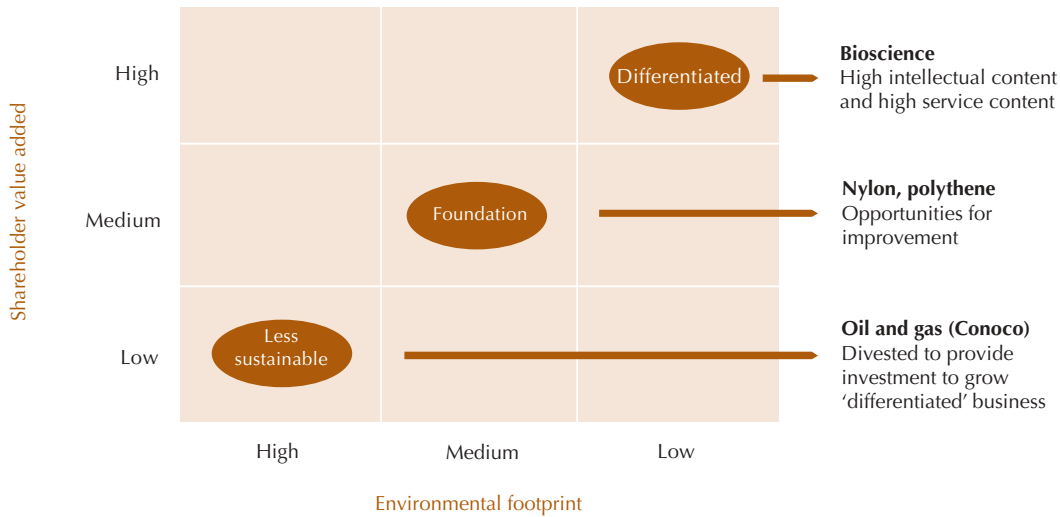 Shareholder value added
High
Differentiated
Bioscience
High intellectual content
and high service content
Medium
Foundation
Nylon, polythene
Opportunities for
improvement
Low
Less
sustainable
Oil and gas (Conoco)
Divested to provide
investment to grow
‘differentiated’ business
High
Medium
Low
Environmental footprint